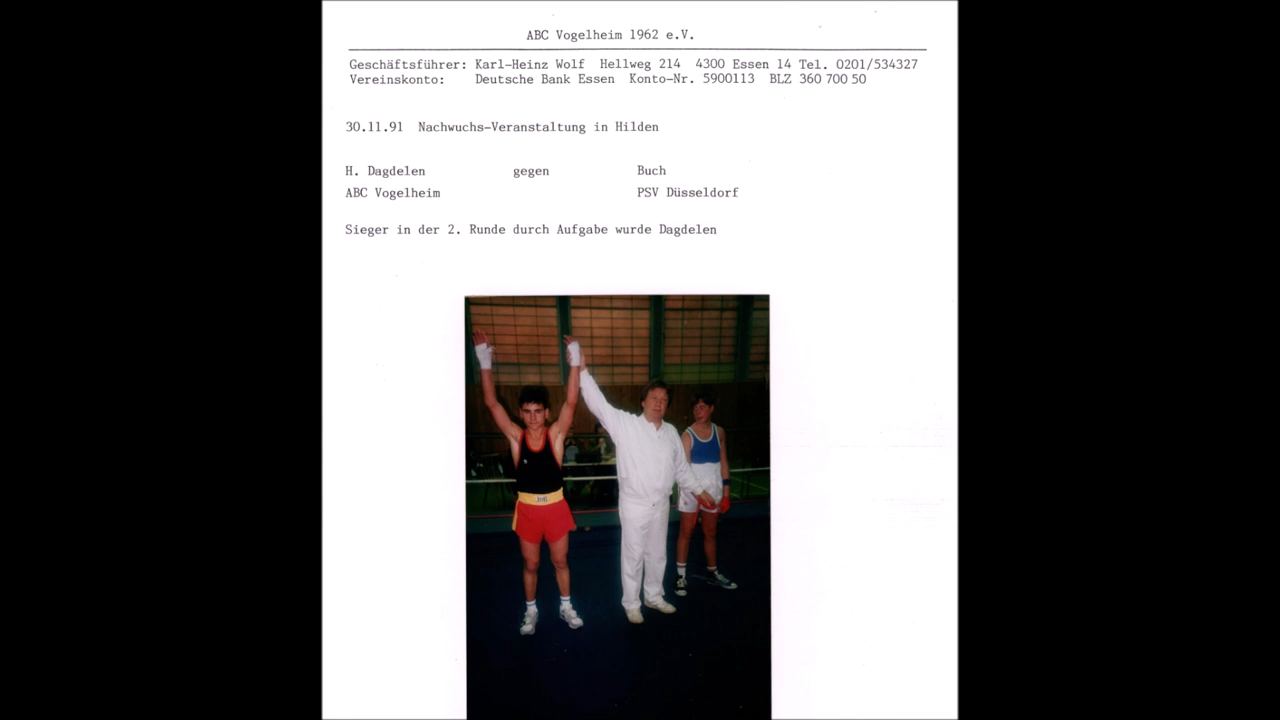 ABC Vogelheim 1962 e.V.
Geschäftsführer: Karl-Heinz Wolf Hellweg 214 4300 Essen 14 Tel. 0201/534327
Vereinskonto: Deutsche Bank Essen Konto-Nr. 5900113 BLZ 360 700 50
30.11.91 Nachwuchs-Veranstaltung in Hilden
H. Dagdelen gegen Buch
ABC Vogelheim PSV Düsseldorf
Sieger in der 2. Runde durch Aufgabe wurde Dagdelen